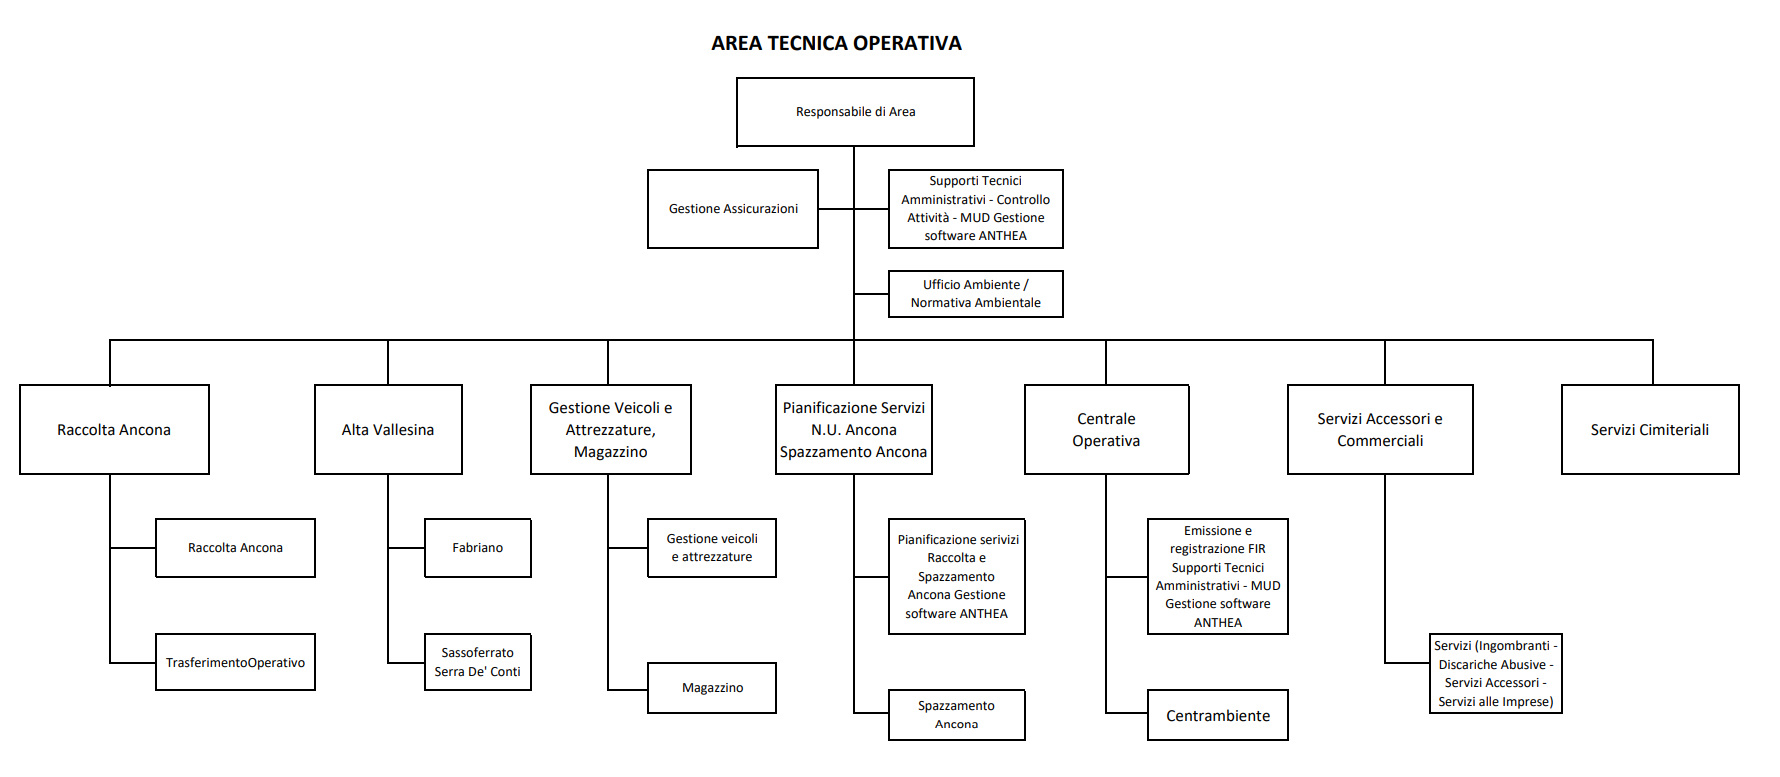 AREA TECNICA OPERATIVA
Responsabile di Area
Gestione Assicurazioni
Supporti Tecnici
Amministrativi - Controllo
Attività - MUD Gestione
software ANTHEA
Ufficio Ambiente /
Normativa Ambientale
Raccolta Ancona
Alta Vallesina
Gestione Veicoli e
Attrezzature,
Magazzino
Pianificazione Servizi
N.U. Ancona
Spazzamento Ancona
Centrale
Operativa
Servizi Accessori e
Commerciali
Servizi Cimiteriali
Raccolta Ancona
Fabriano
Gestione veicoli
e attrezzature
Pianificazione serivizi
Raccolta e
Spazzamento
Ancona Gestione
software ANTHEA
Emissione e
registrazione FIR
Supporti Tecnici
Amministrativi - MUD
Gestione software
ANTHEA
TrasferimentoOperativo
Sassoferrato
Serra De' Conti
Magazzino
Spazzamento
Ancona
Centrambiente
Servizi (Ingombranti -
Discariche Abusive -
Servizi Accessori -
Servizi alle Imprese)